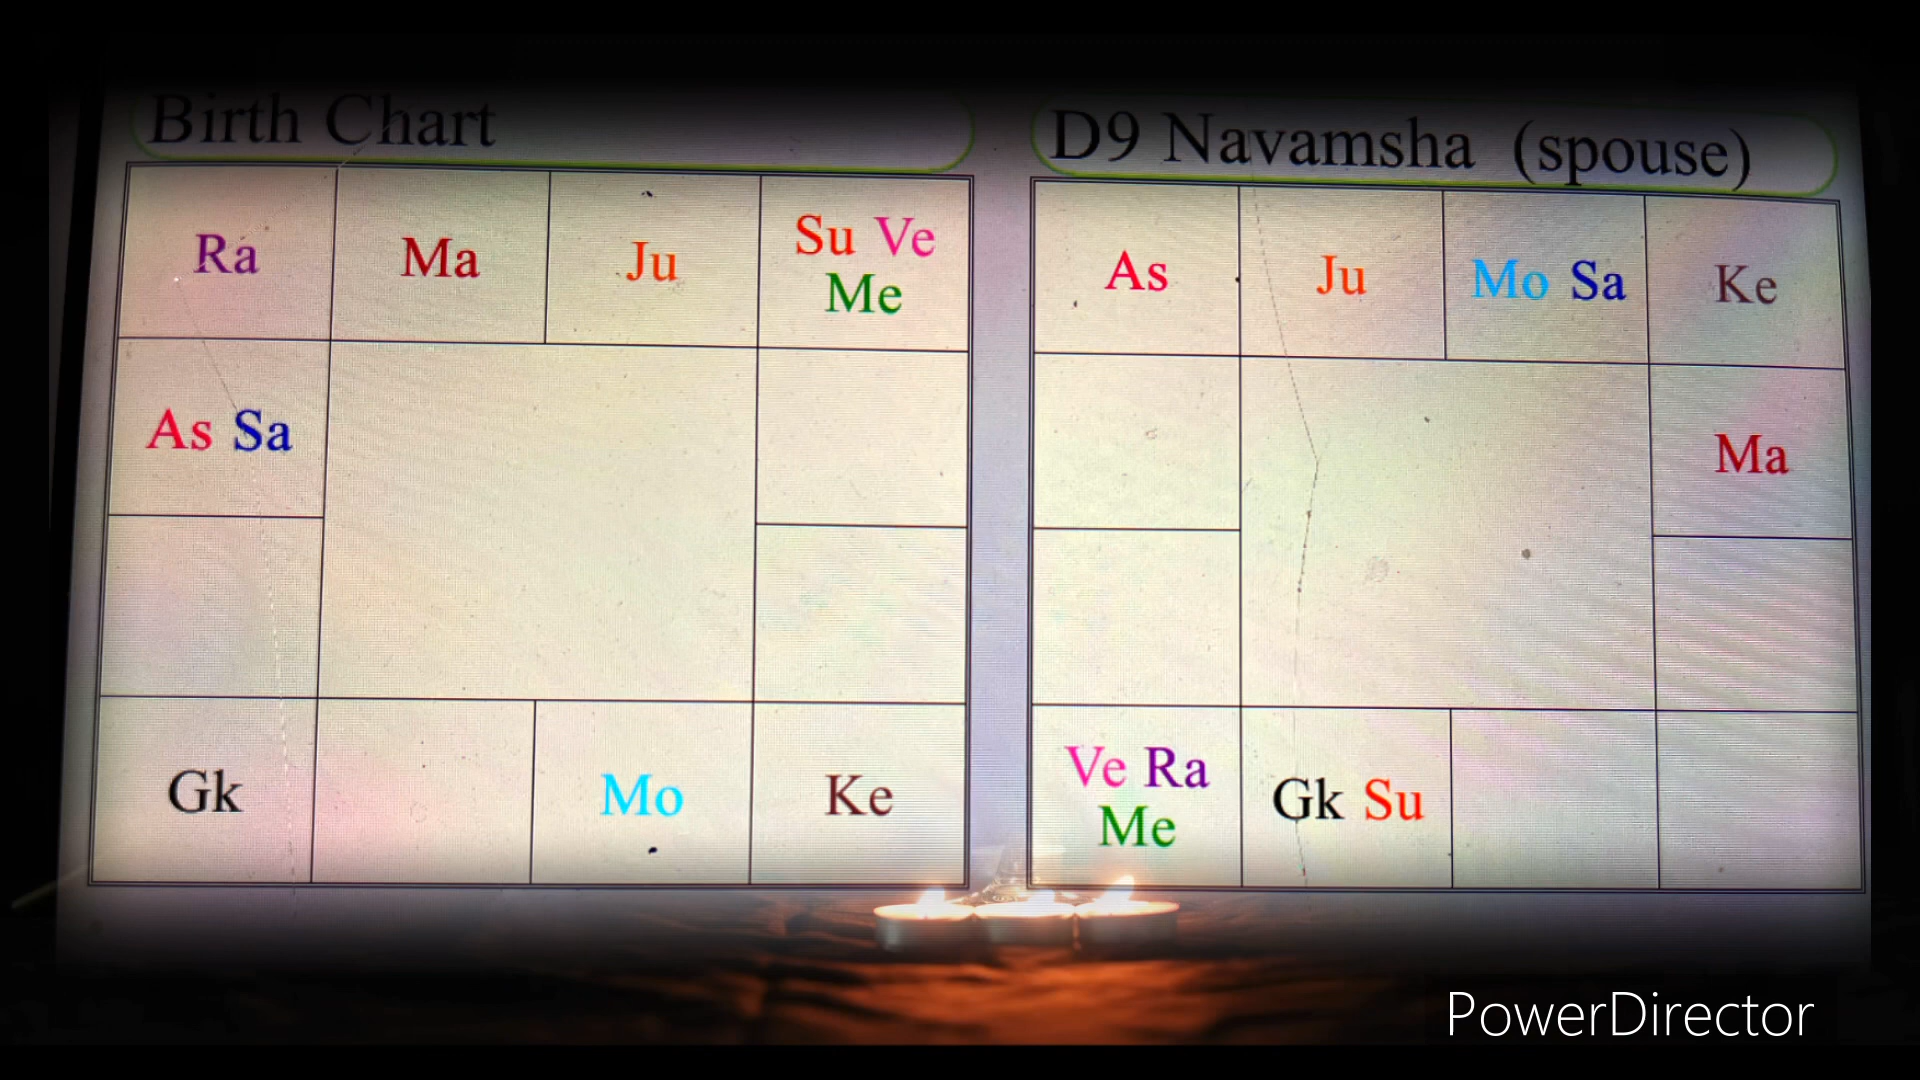 Birth Chart
Ra Ma Ju Su Ve
Me
As Sa
Gk Mo Ke
D9 Navamsha (spouse)
As Ju Mo Sa Ke
Ma
Ve Ra
Me
Gk Su
PowerDirector